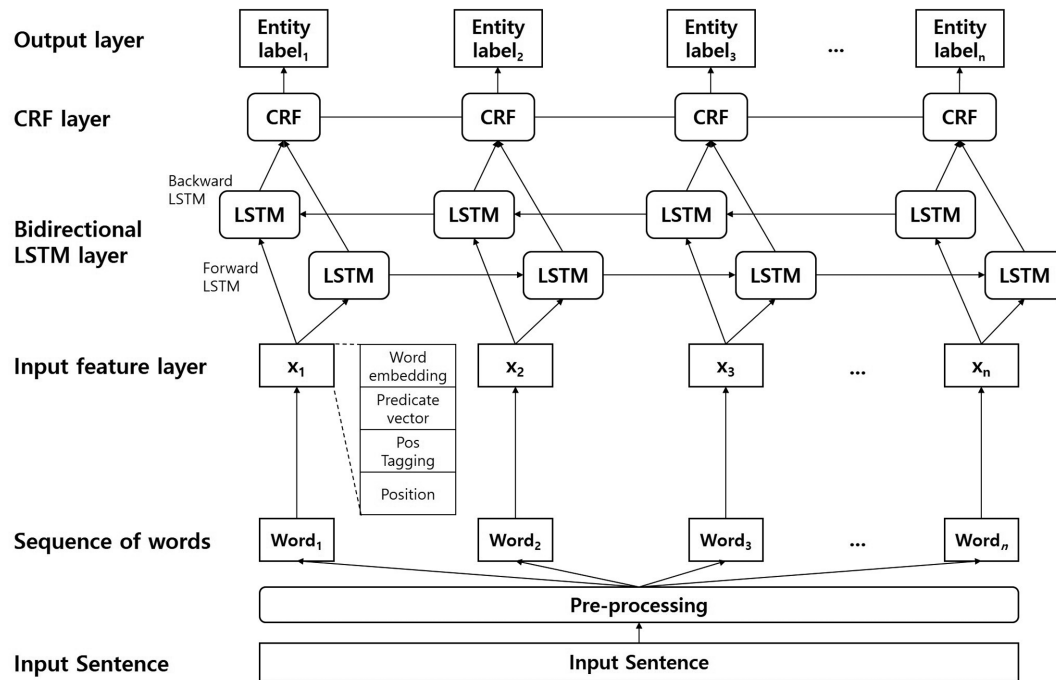 Output layer
Entity
label₁
Entity
label₂
Entity
label₃
...
Entity
labelₙ
CRF layer
CRF
CRF
CRF
CRF
Backward
LSTM
Bidirectional
LSTM layer
LSTM
LSTM
LSTM
LSTM
Forward
LSTM
LSTM
LSTM
LSTM
LSTM
Input feature layer
x₁
Word
embedding
Predicate
vector
Pos
Tagging
Position
x₂
x₃
...
xₙ
Sequence of words
Word₁
Word₂
Word₃
...
Wordₙ
Pre-processing
Input Sentence
Input Sentence